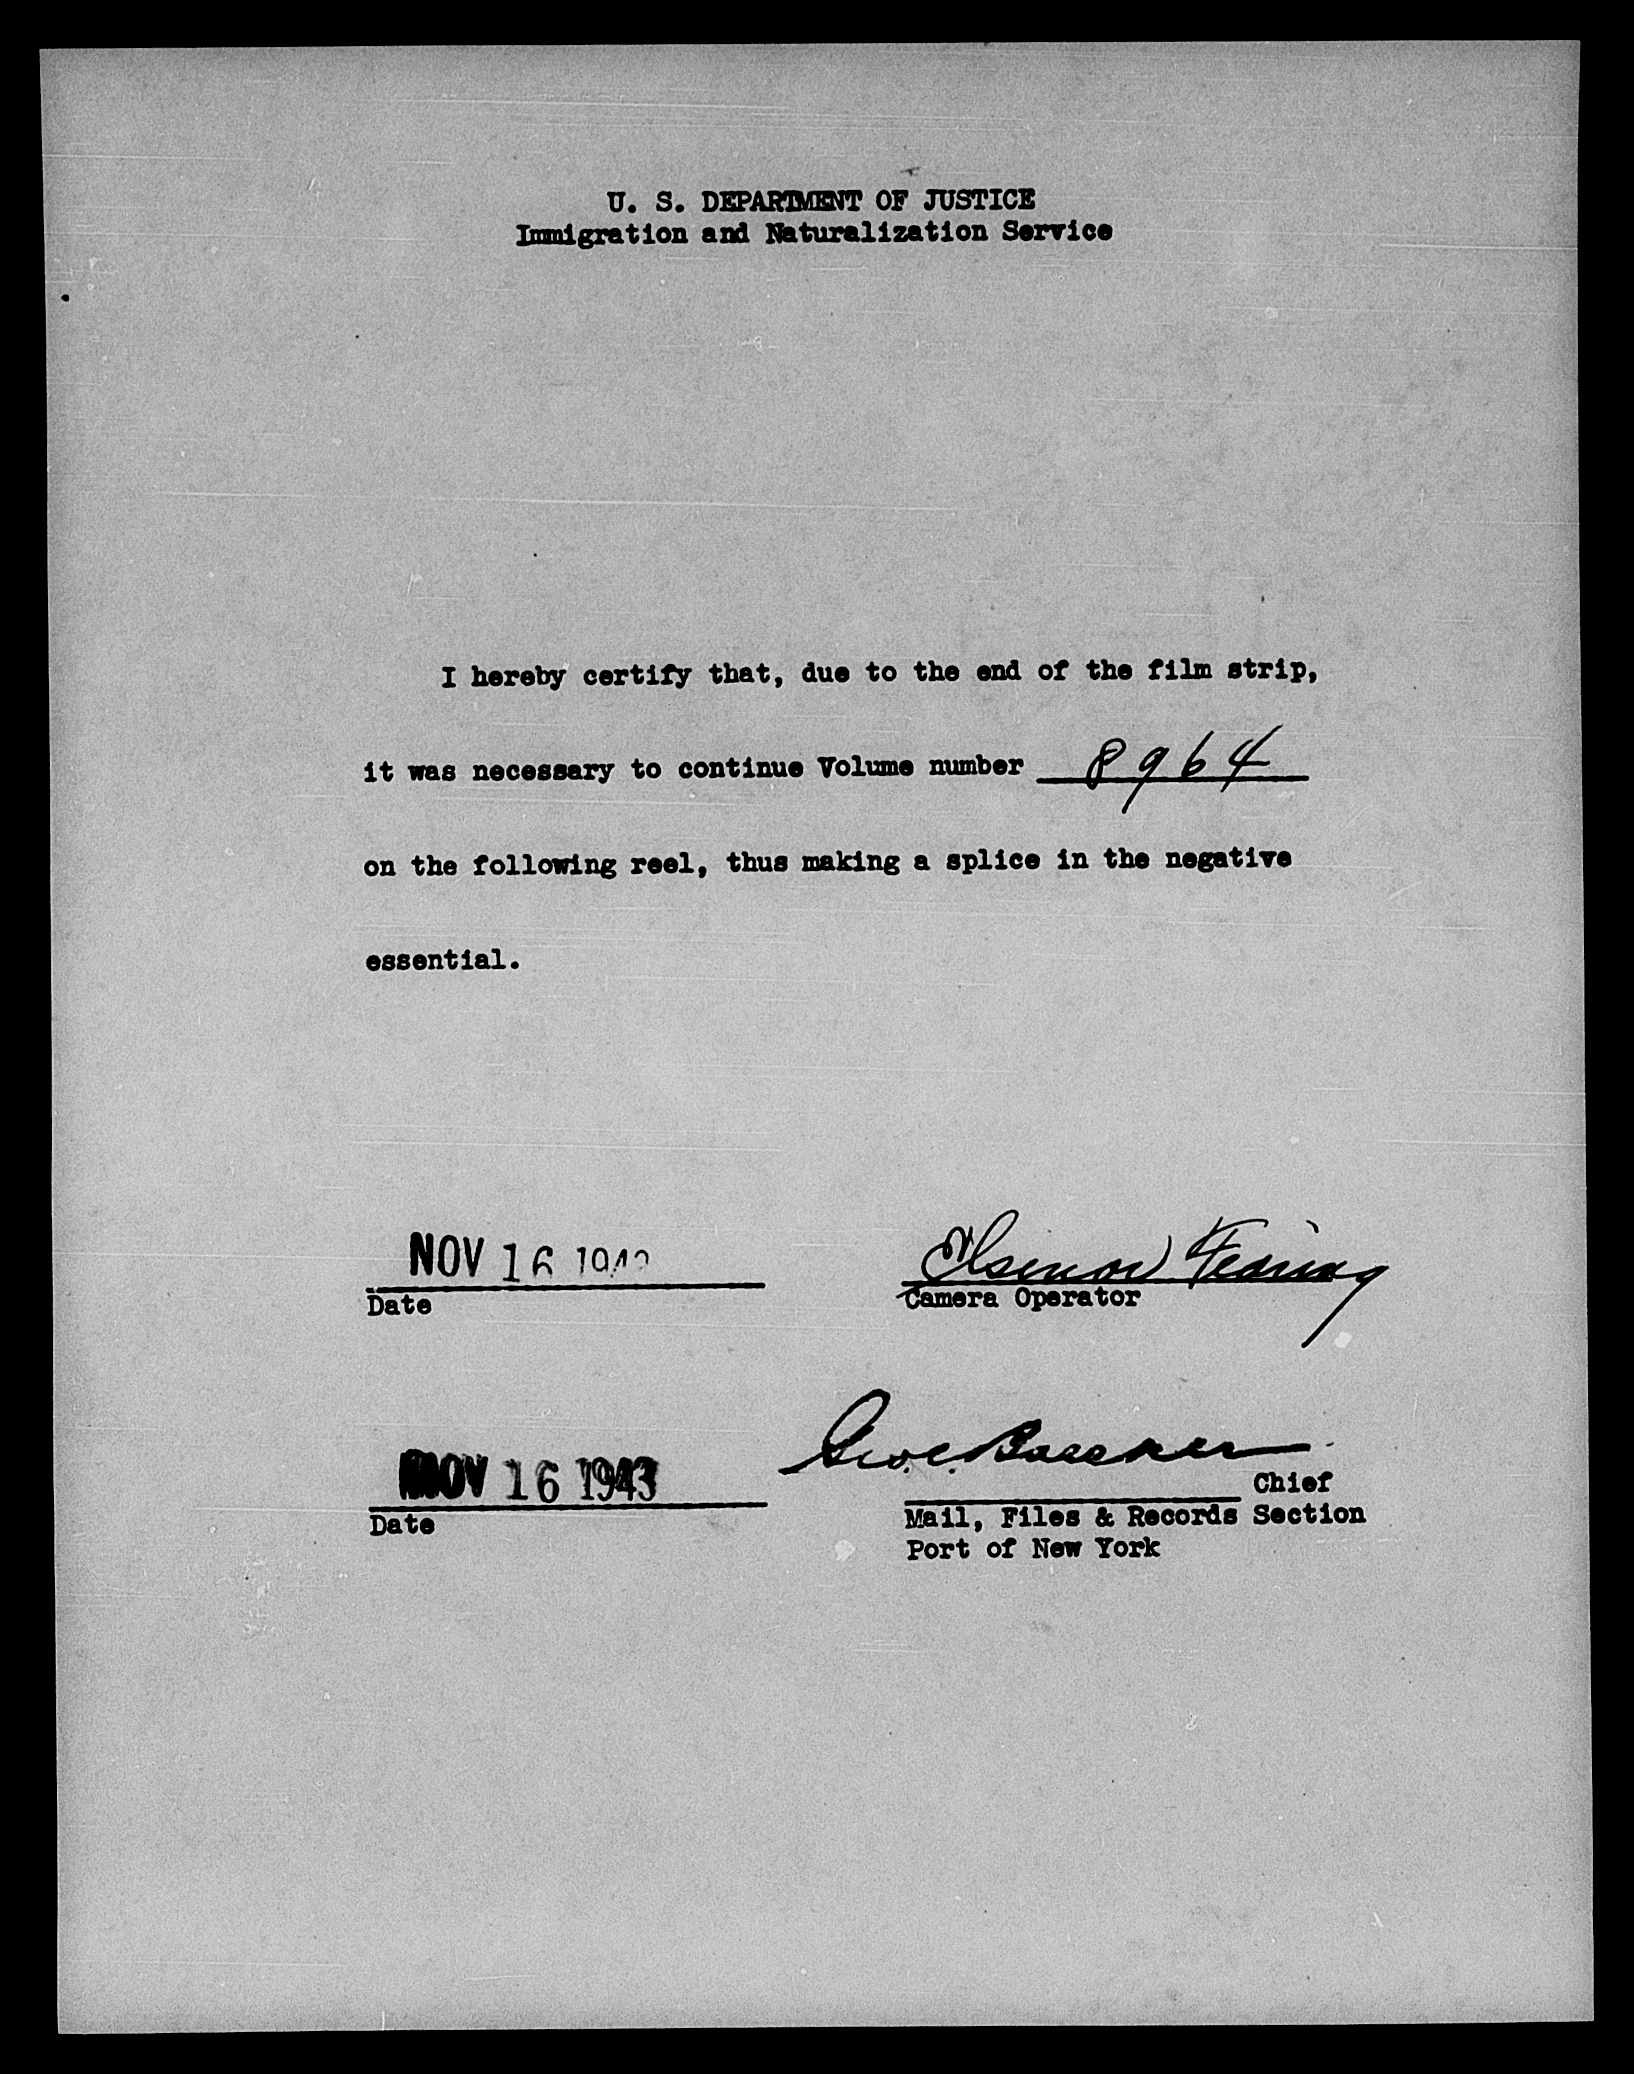 U. S. DEPARTMENT OF JUSTICE
Immigration and Naturalization Service
I hereby certify that, due to the end of the film strip,
it was necessary to continue Volume number 8964
on the following reel, thus making a splice in the negative
essential.
NOV 16 1943
Date
Camera Operator
NOV 16 1943
Date
Chief
Mail, Files & Records Section
Port of New York